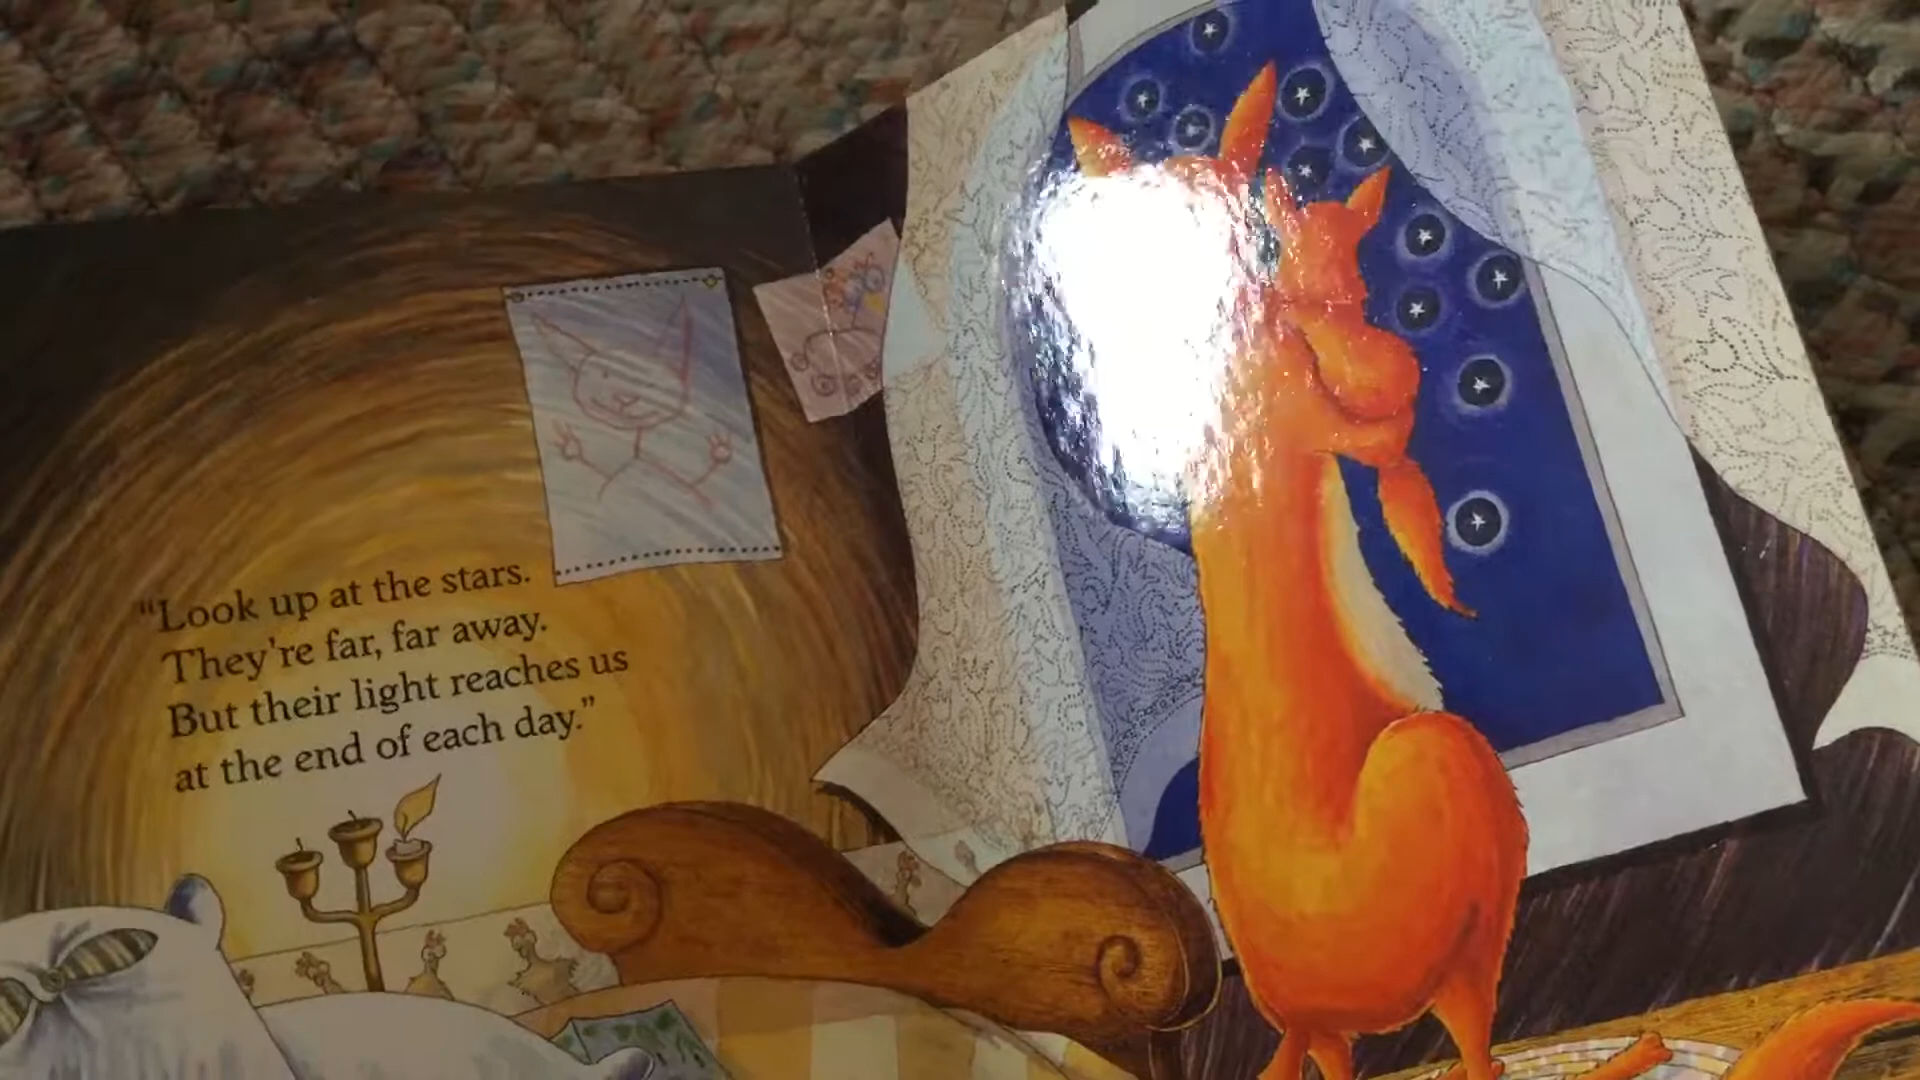 “Look up at the stars.
They're far, far away.
But their light reaches us
at the end of each day.”